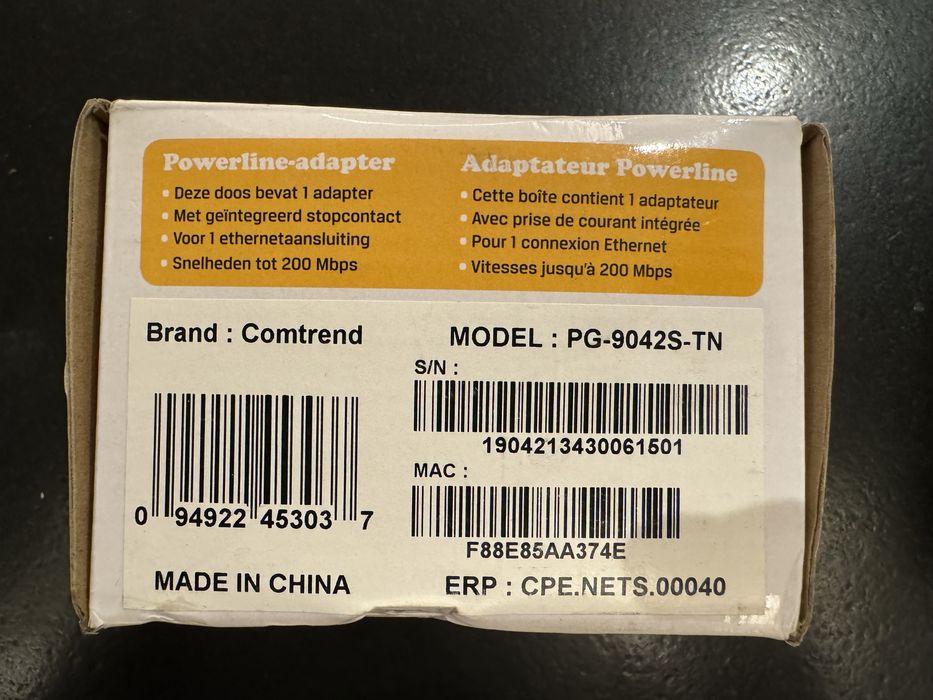 Powerline-adapter
• Deze doos bevat 1 adapter
• Met geïntegreerd stopcontact
• Voor 1 ethernetaansluiting
• Snelheden tot 200 Mbps
Adaptateur Powerline
• Cette boîte contient 1 adaptateur
• Avec prise de courant intégrée
• Pour 1 connexion Ethernet
• Vitesses jusqu'à 200 Mbps
Brand : Comtrend
MODEL : PG-9042S-TN
S/N :
1904213430061501
MAC :
F88E85AA374E
0 94922 45303 7
MADE IN CHINA
ERP : CPE.NETS.00040